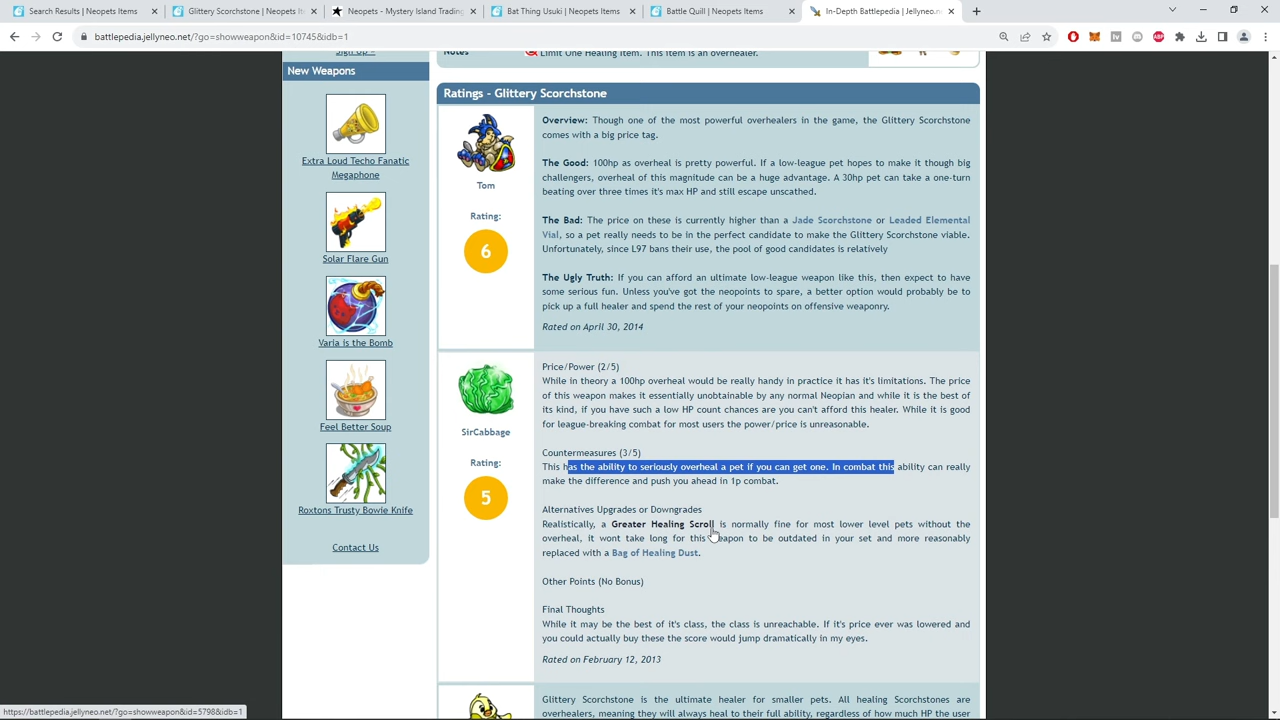 Search Results | Neopets Items
Glittery Scorchstone | Neopets It
Neopets - Mystery Island Trading
Bat Thing Usuki | Neopets Items
Battle Quill | Neopets Items
In-Depth Battlepedia | Jellyneo.n
battlepedia.jellyneo.net/?go=showweapon&id=10745&idb=1
Sign Up
Notes
Limit One Healing Item. This item is an overhealer.
New Weapons
Extra Loud Techo Fanatic
Megaphone
Solar Flare Gun
Varia is the Bomb
Feel Better Soup
Roxtons Trusty Bowie Knife
Contact Us
Ratings - Glittery Scorchstone
Tom
Rating:
6
Overview: Though one of the most powerful overhealers in the game, the Glittery Scorchstone
comes with a big price tag.
The Good: 100hp as overheal is pretty powerful. If a low-league pet hopes to make it though big
challengers, overheal of this magnitude can be a huge advantage. A 30hp pet can take a one-turn
beating over three times it's max HP and still escape unscathed.
The Bad: The price on these is currently higher than a Jade Scorchstone or Leaded Elemental
Vial, so a pet really needs to be in the perfect candidate to make the Glittery Scorchstone viable.
Unfortunately, since L97 bans their use, the pool of good candidates is relatively
The Ugly Truth: If you can afford an ultimate low-league weapon like this, then expect to have
some serious fun. Unless you've got the neopoints to spare, a better option would probably be to
pick up a full healer and spend the rest of your neopoints on offensive weaponry.
Rated on April 30, 2014
SirCabbage
Rating:
5
Price/Power (2/5)
While in theory a 100hp overheal would be really handy in practice it has it's limitations. The price
of this weapon makes it essentially unobtainable by any normal Neopian and while it is the best of
its kind, if you have such a low HP count chances are you can't afford this healer. While it is good
for league-breaking combat for most users the power/price is unreasonable.
Countermeasures (3/5)
This has the ability to seriously overheal a pet if you can get one. In combat this ability can really
make the difference and push you ahead in 1p combat.
Alternatives Upgrades or Downgrades
Realistically, a Greater Healing Scroll is normally fine for most lower level pets without the
overheal, it wont take long for this weapon to be outdated in your set and more reasonably
replaced with a Bag of Healing Dust.
Other Points (No Bonus)
Final Thoughts
While it may be the best of it's class, the class is unreachable. If it's price ever was lowered and
you could actually buy these the score would jump dramatically in my eyes.
Rated on February 12, 2013
Glittery Scorchstone is the ultimate healer for smaller pets. All healing Scorchstones are
overhealers, meaning they will always heal to their full ability, regardless of how much HP the user
https://battlepedia.jellyneo.net/?go=showweapon&id=5798&idb=1